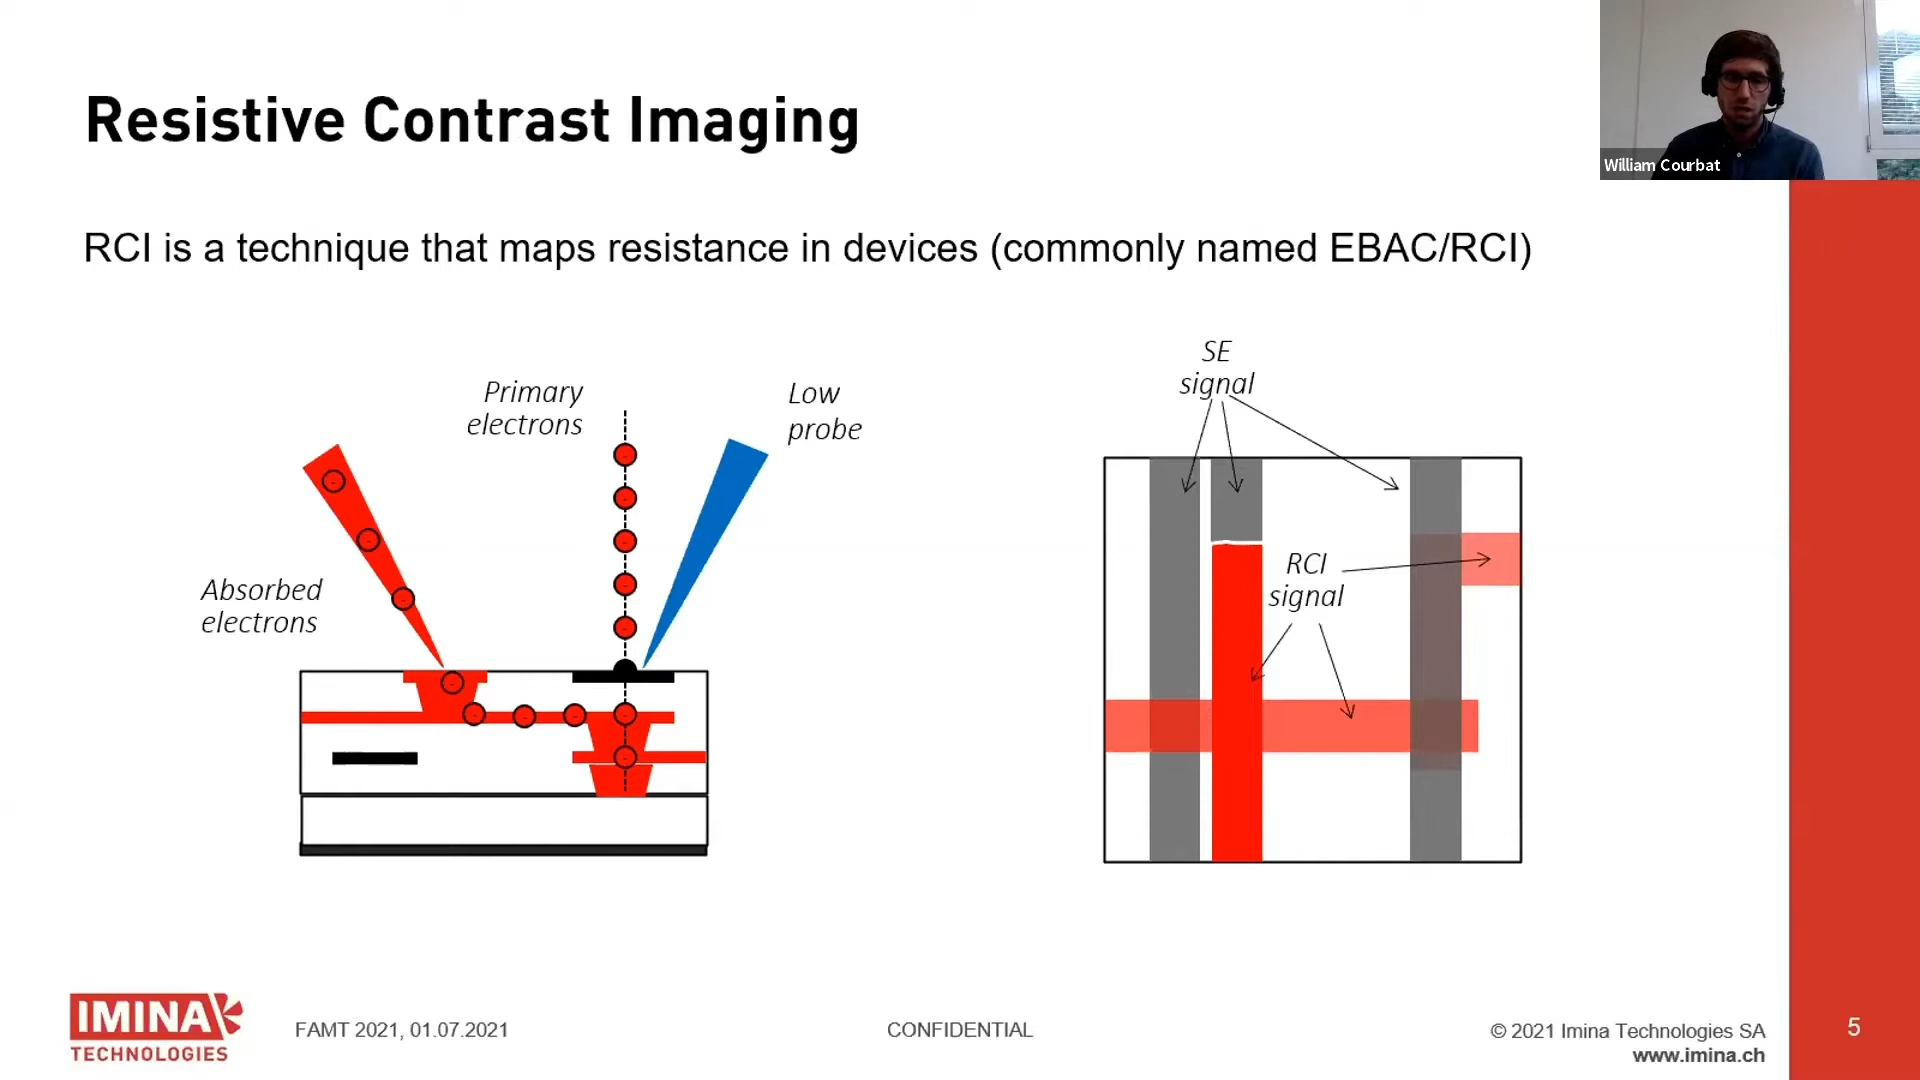 Resistive Contrast Imaging
William Courbat
RCI is a technique that maps resistance in devices (commonly named EBAC/RCI)
Primary
electrons
Low
probe
Absorbed
electrons
SE
signal
RCI
signal
IMINA
TECHNOLOGIES
FAMT 2021, 01.07.2021
CONFIDENTIAL
© 2021 Imina Technologies SA
www.imina.ch
5